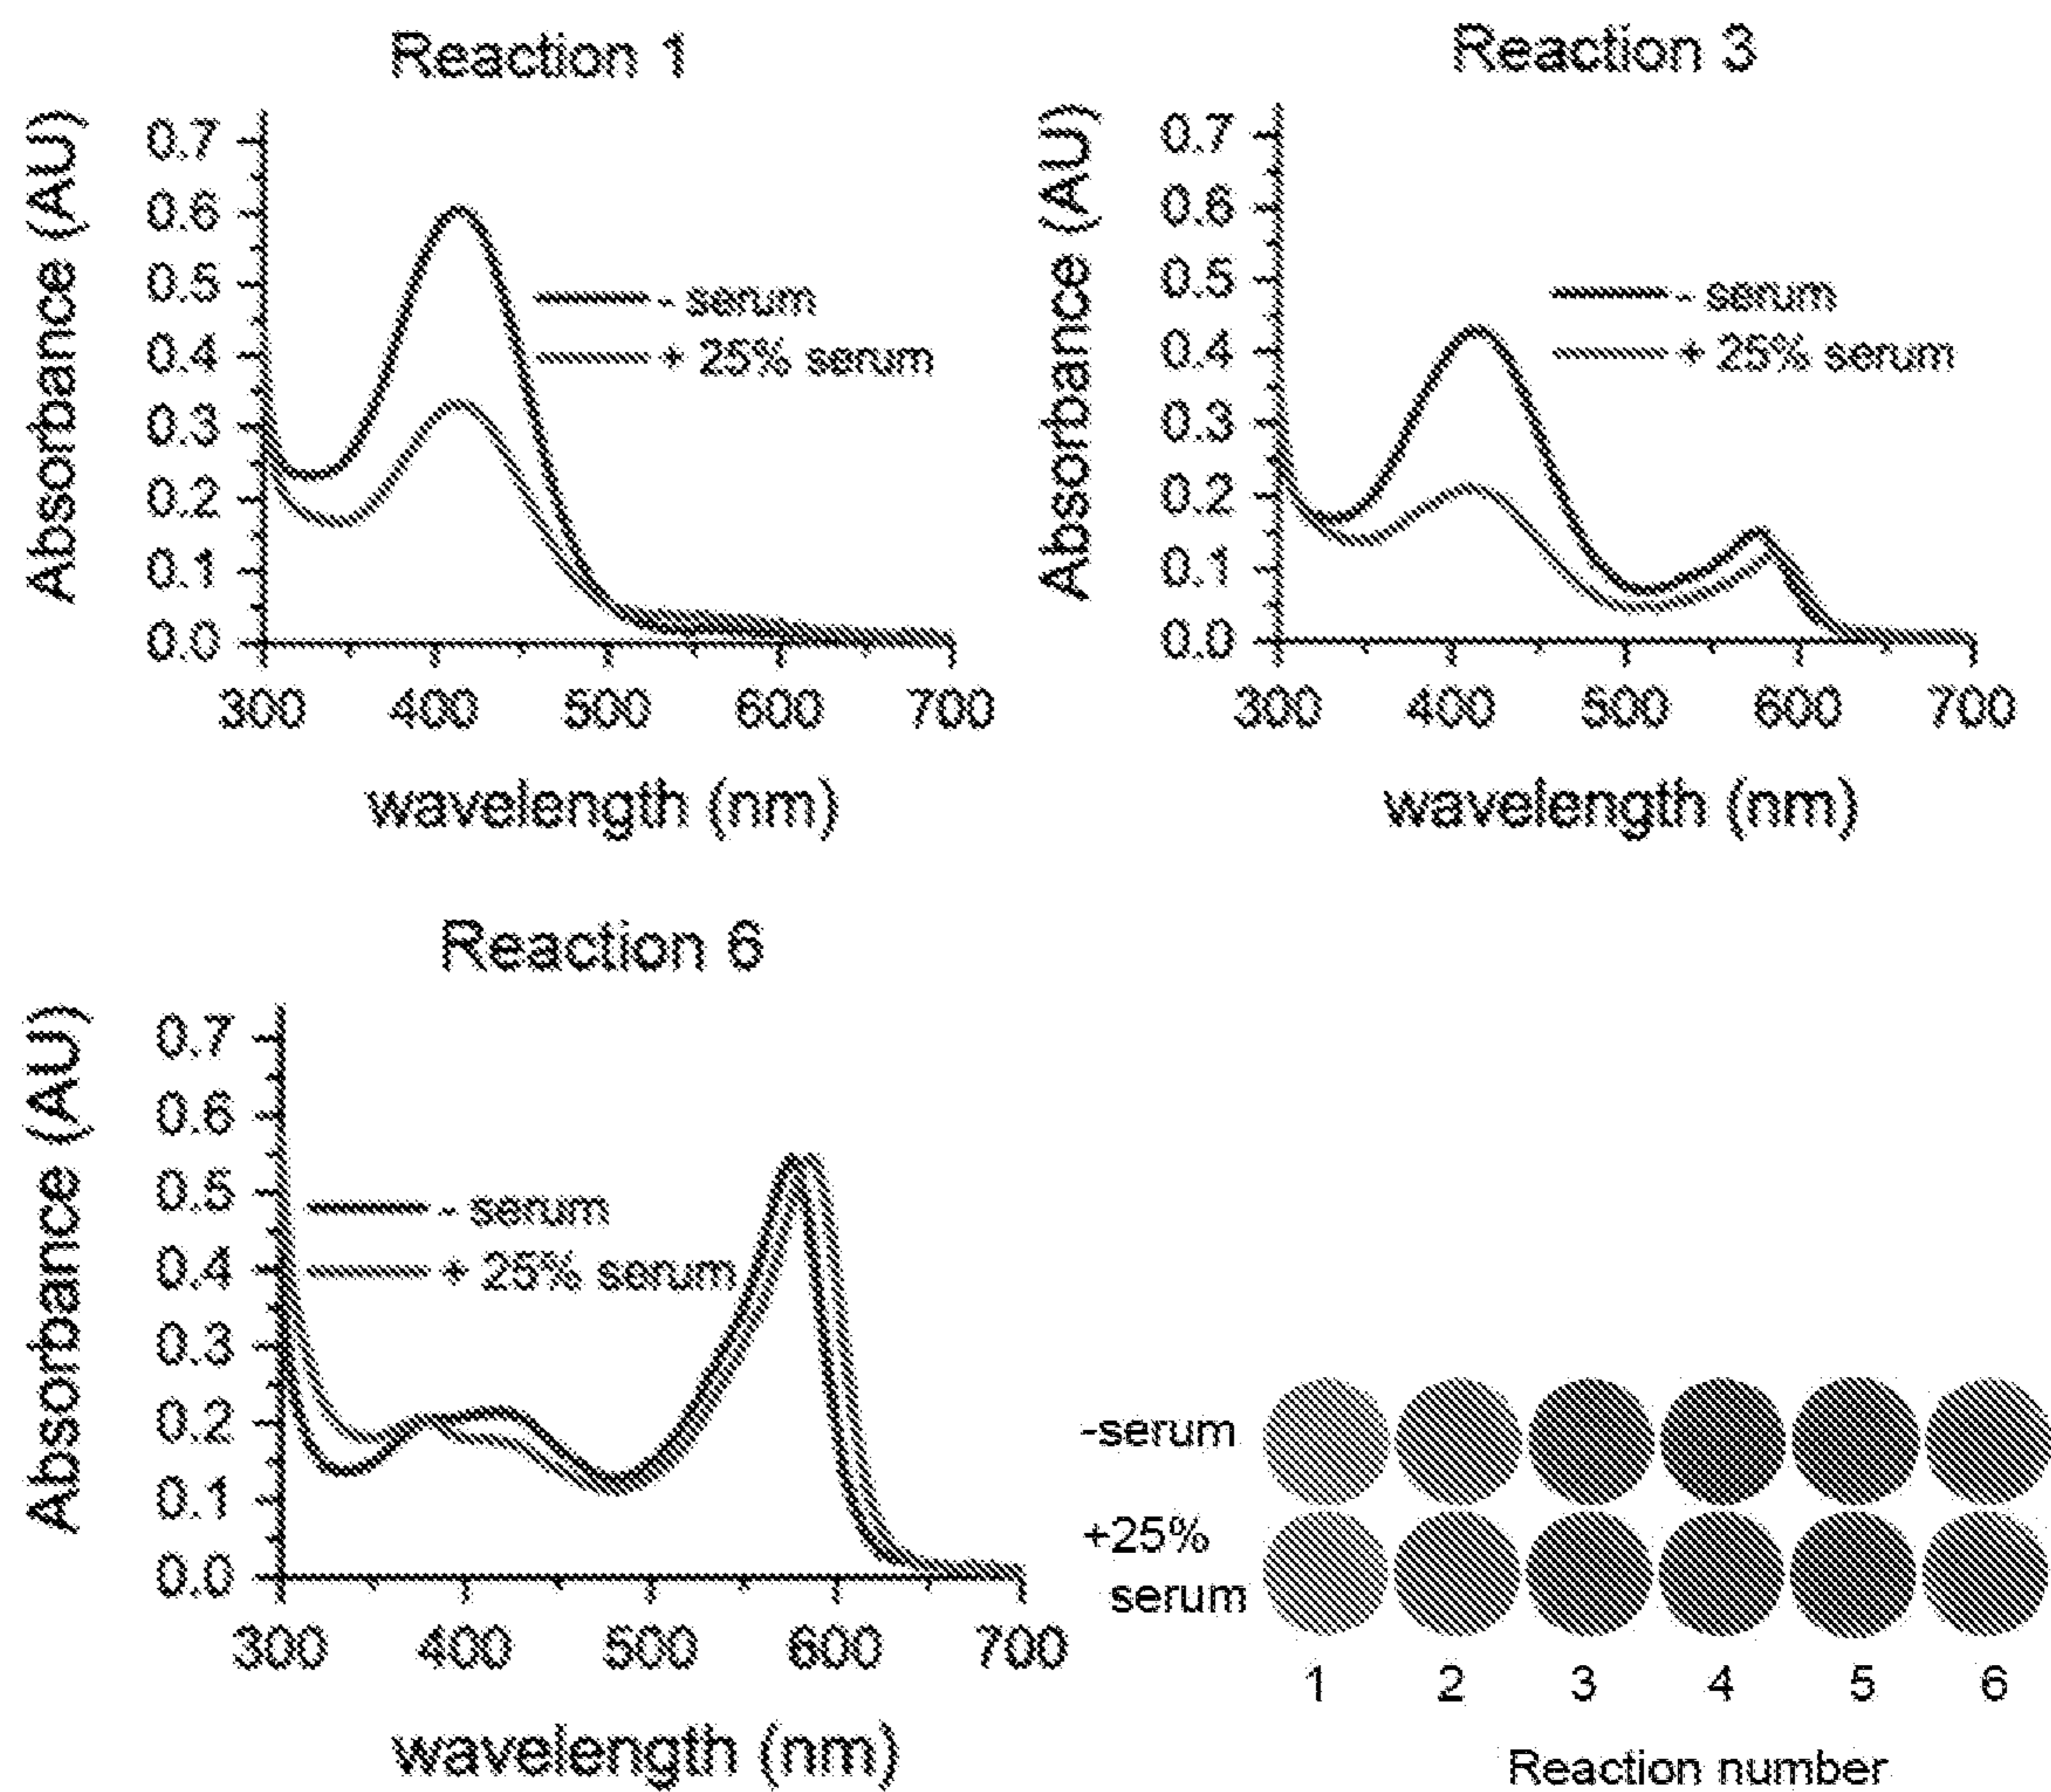 Reaction 1
Absorbance (AU)
0.7
0.6
0.5
0.4
0.3
0.2
0.1
0.0
- serum
+ 25% serum
300 400 500 600 700
wavelength (nm)
Reaction 3
Absorbance (AU)
0.7
0.6
0.5
0.4
0.3
0.2
0.1
0.0
- serum
+ 25% serum
300 400 500 600 700
wavelength (nm)
Reaction 6
Absorbance (AU)
0.7
0.6
0.5
0.4
0.3
0.2
0.1
0.0
- serum
+ 25% serum
300 400 500 600 700
wavelength (nm)
-serum
+25%
serum
1 2 3 4 5 6
Reaction number